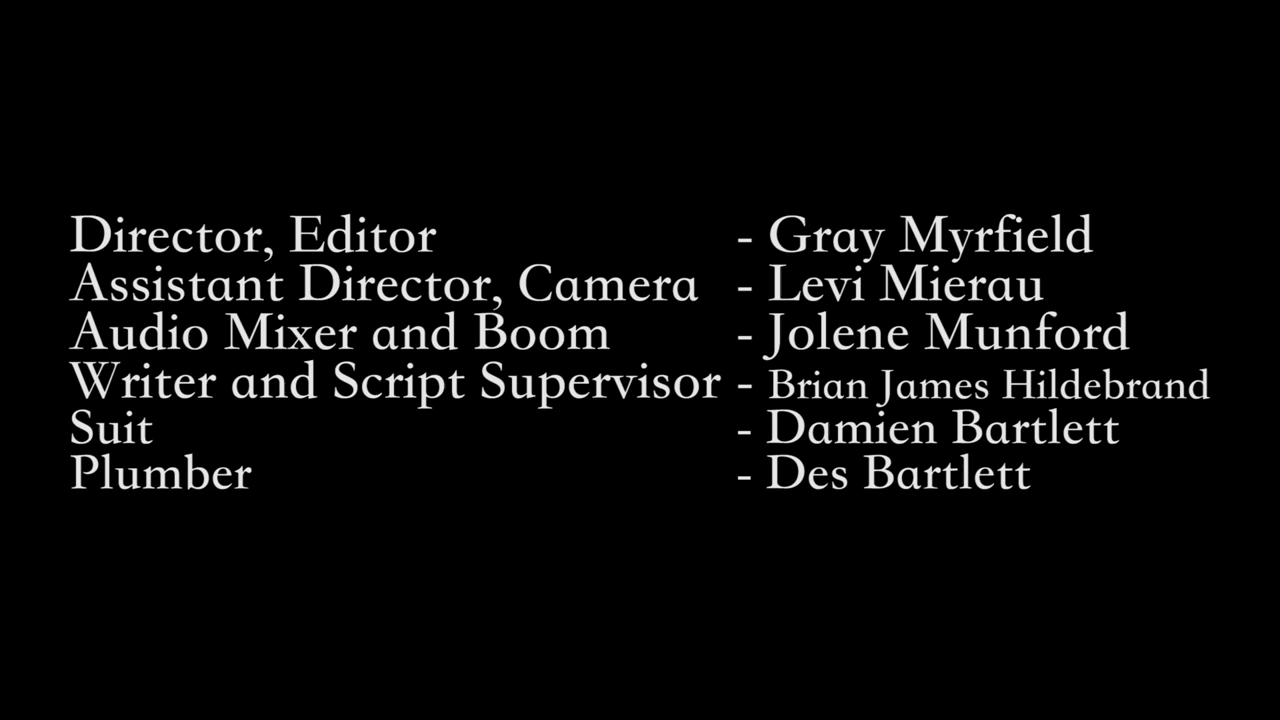 Director, Editor - Gray Myrfield
Assistant Director, Camera - Levi Mierau
Audio Mixer and Boom - Jolene Munford
Writer and Script Supervisor - Brian James Hildebrand
Suit - Damien Bartlett
Plumber - Des Bartlett